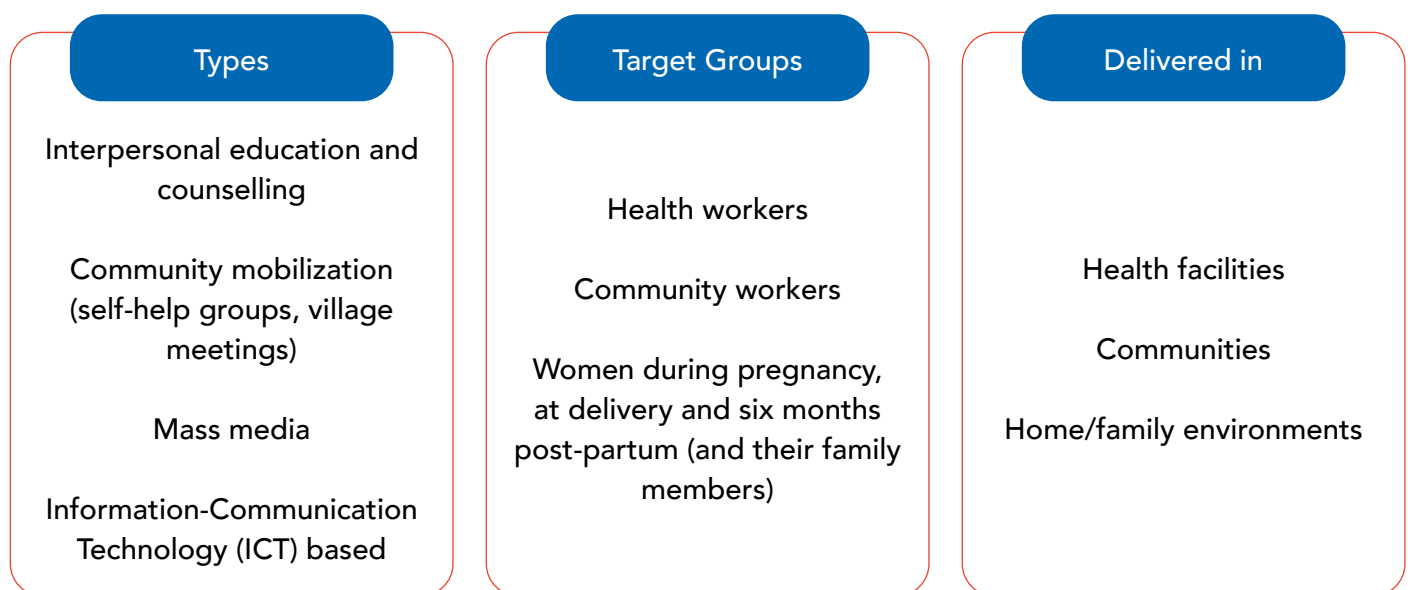 Types
Interpersonal education and
counselling
Community mobilization
(self-help groups, village
meetings)
Mass media
Information-Communication
Technology (ICT) based
Target Groups
Health workers
Community workers
Women during pregnancy,
at delivery and six months
post-partum (and their family
members)
Delivered in
Health facilities
Communities
Home/family environments